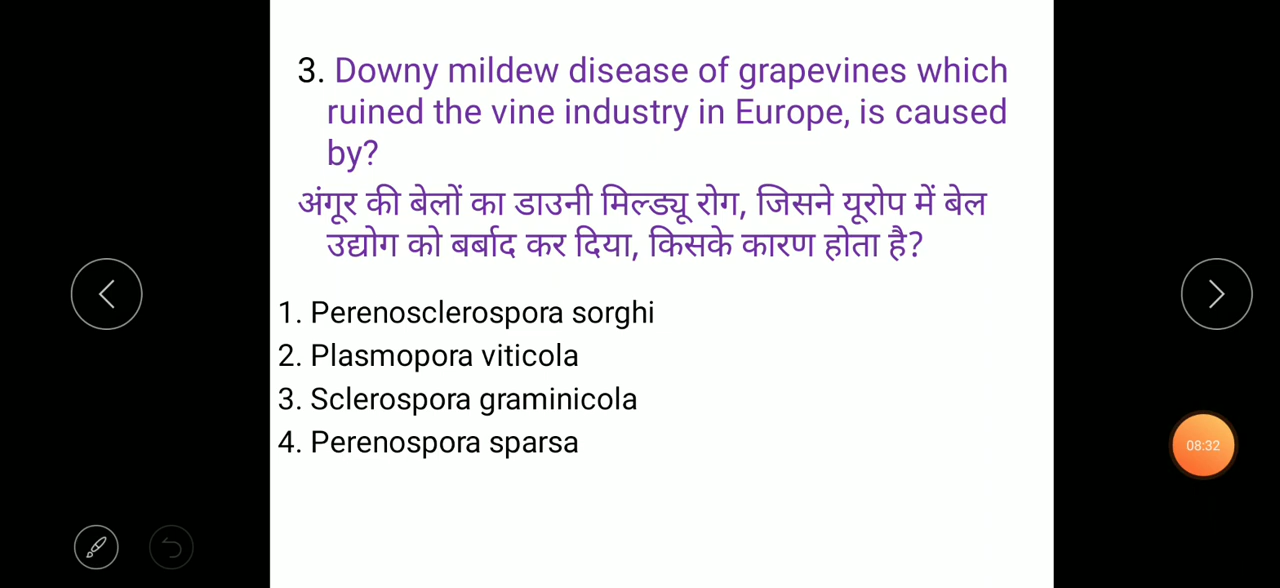 3. Downy mildew disease of grapevines which
ruined the vine industry in Europe, is caused
by?
अंगूर की बेलों का डाउनी मिल्ड्यू रोग, जिसने यूरोप में बेल
उद्योग को बर्बाद कर दिया, किसके कारण होता है?
1. Perenosclerospora sorghi
2. Plasmopora viticola
3. Sclerospora graminicola
4. Perenospora sparsa
08:32